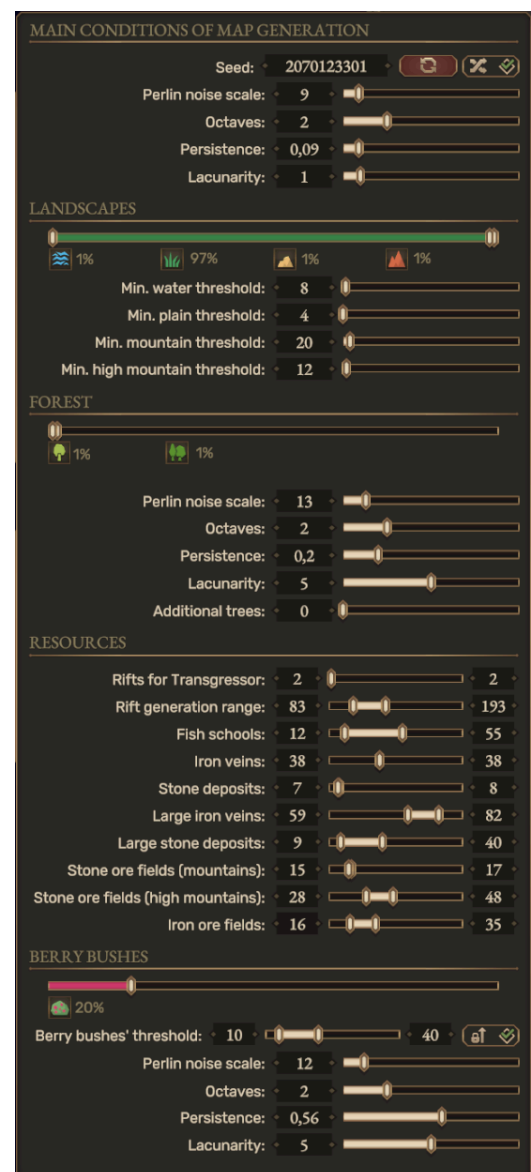 MAIN CONDITIONS OF MAP GENERATION
Seed: 2070123301
Perlin noise scale: 9
Octaves: 2
Persistence: 0,09
Lacunarity: 1
LANDSCAPES
1% 97% 1% 1%
Min. water threshold: 8
Min. plain threshold: 4
Min. mountain threshold: 20
Min. high mountain threshold: 12
FOREST
1% 1%
Perlin noise scale: 13
Octaves: 2
Persistence: 0,2
Lacunarity: 5
Additional trees: 0
RESOURCES
Rifts for Transgressor: 2 2
Rift generation range: 83 193
Fish schools: 12 55
Iron veins: 38 38
Stone deposits: 7 8
Large iron veins: 59 82
Large stone deposits: 9 40
Stone ore fields (mountains): 15 17
Stone ore fields (high mountains): 28 48
Iron ore fields: 16 35
BERRY BUSHES
20%
Berry bushes' threshold: 10 40
Perlin noise scale: 12
Octaves: 2
Persistence: 0,56
Lacunarity: 5